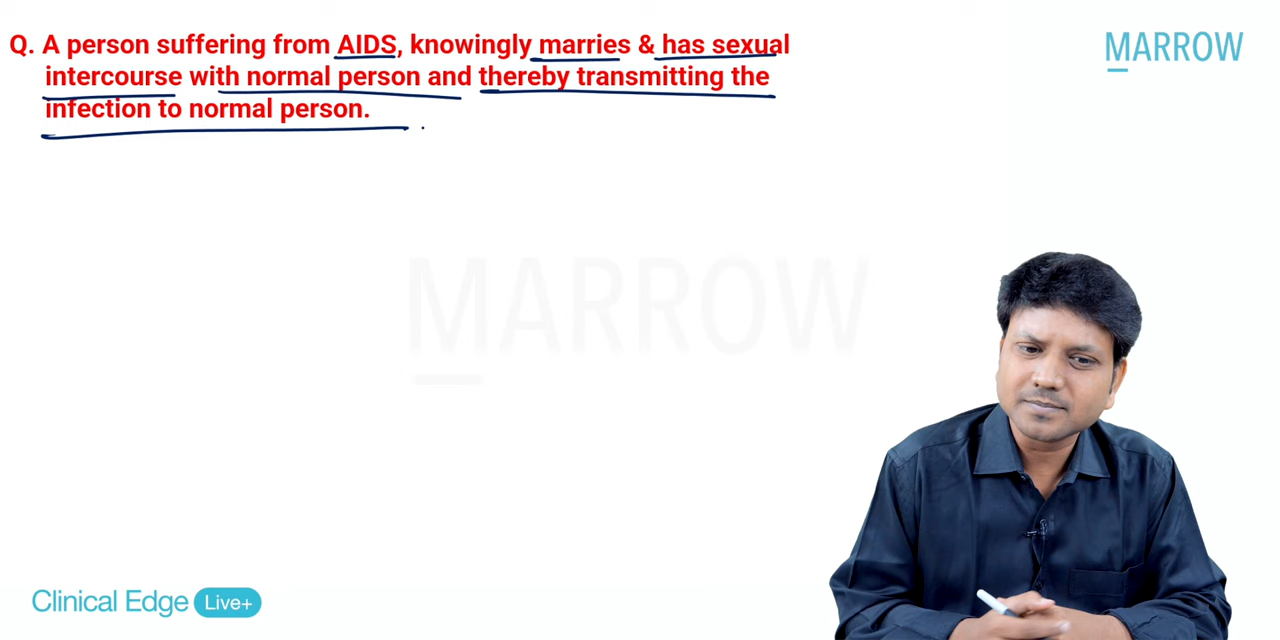 Q. A person suffering from AIDS, knowingly marries & has sexual
intercourse with normal person and thereby transmitting the
infection to normal person.
MARROW
MARROW
Clinical Edge Live+